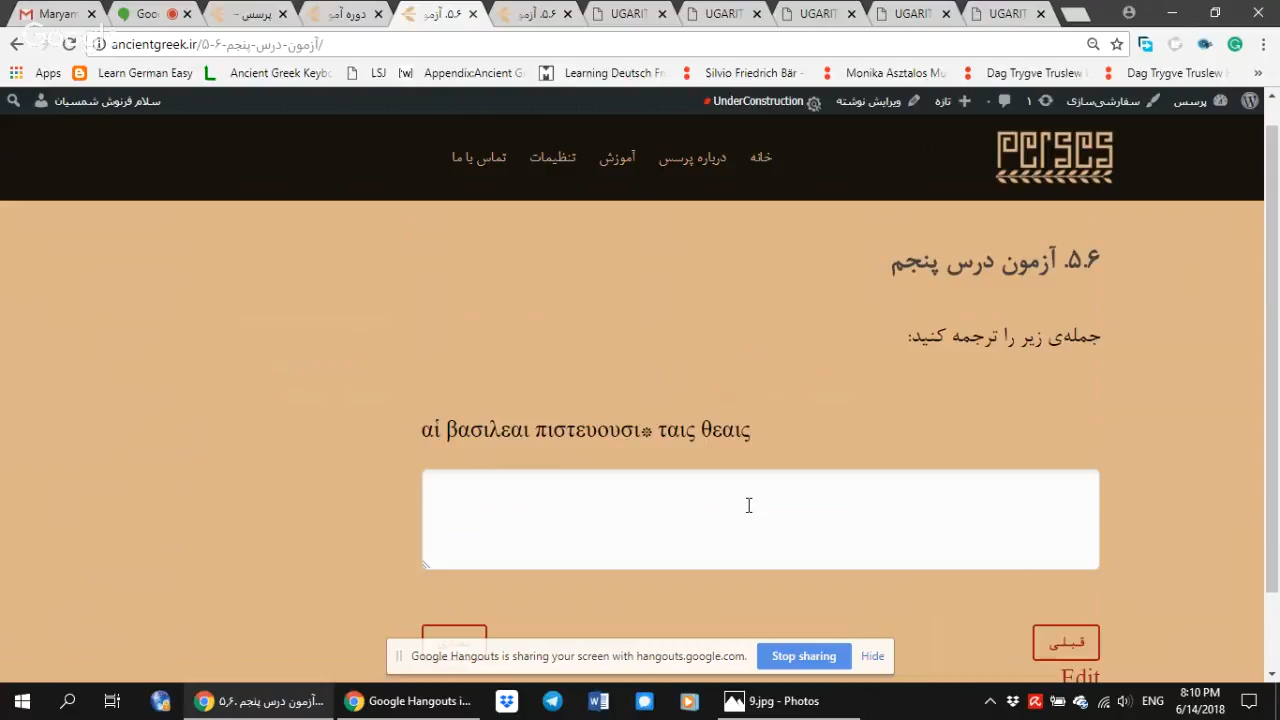 Maryam
Goo
پرسس –
دوره آمو
۵.۶. آزمو
۵.۶. آزمو
UGARIT
UGARIT
UGARIT
UGARIT
UGARIT
Google
ancientgreek.ir/۵-۶-آزمون-درس-پنجم/
Apps
Learn German Easy
Ancient Greek Keybo
LSJ
Appendix:Ancient G
Learning Deutsch Fr
Silvio Friedrich Bär -
Monika Asztalos Mu
Dag Trygve Truslew
Dag Trygve Truslew
»
سلام فرنوش شمسیان
UnderConstruction
ویرایش نوشته
تازه
۱
سفارشی‌سازی
پرسس
perses
خانه
درباره پرسس
آموزش
تنظیمات
تماس با ما
۵.۶. آزمون درس پنجم
جمله‌ی زیر را ترجمه کنید:
αἱ βασιλεαι πιστευουσι* ταις θεαις
قبلی
Google Hangouts is sharing your screen with hangouts.google.com.
Stop sharing
Hide
Edit
آزمون درس پنجم .۵,۶...
Google Hangouts i...
9.jpg - Photos
ENG
8:10 PM
6/14/2018